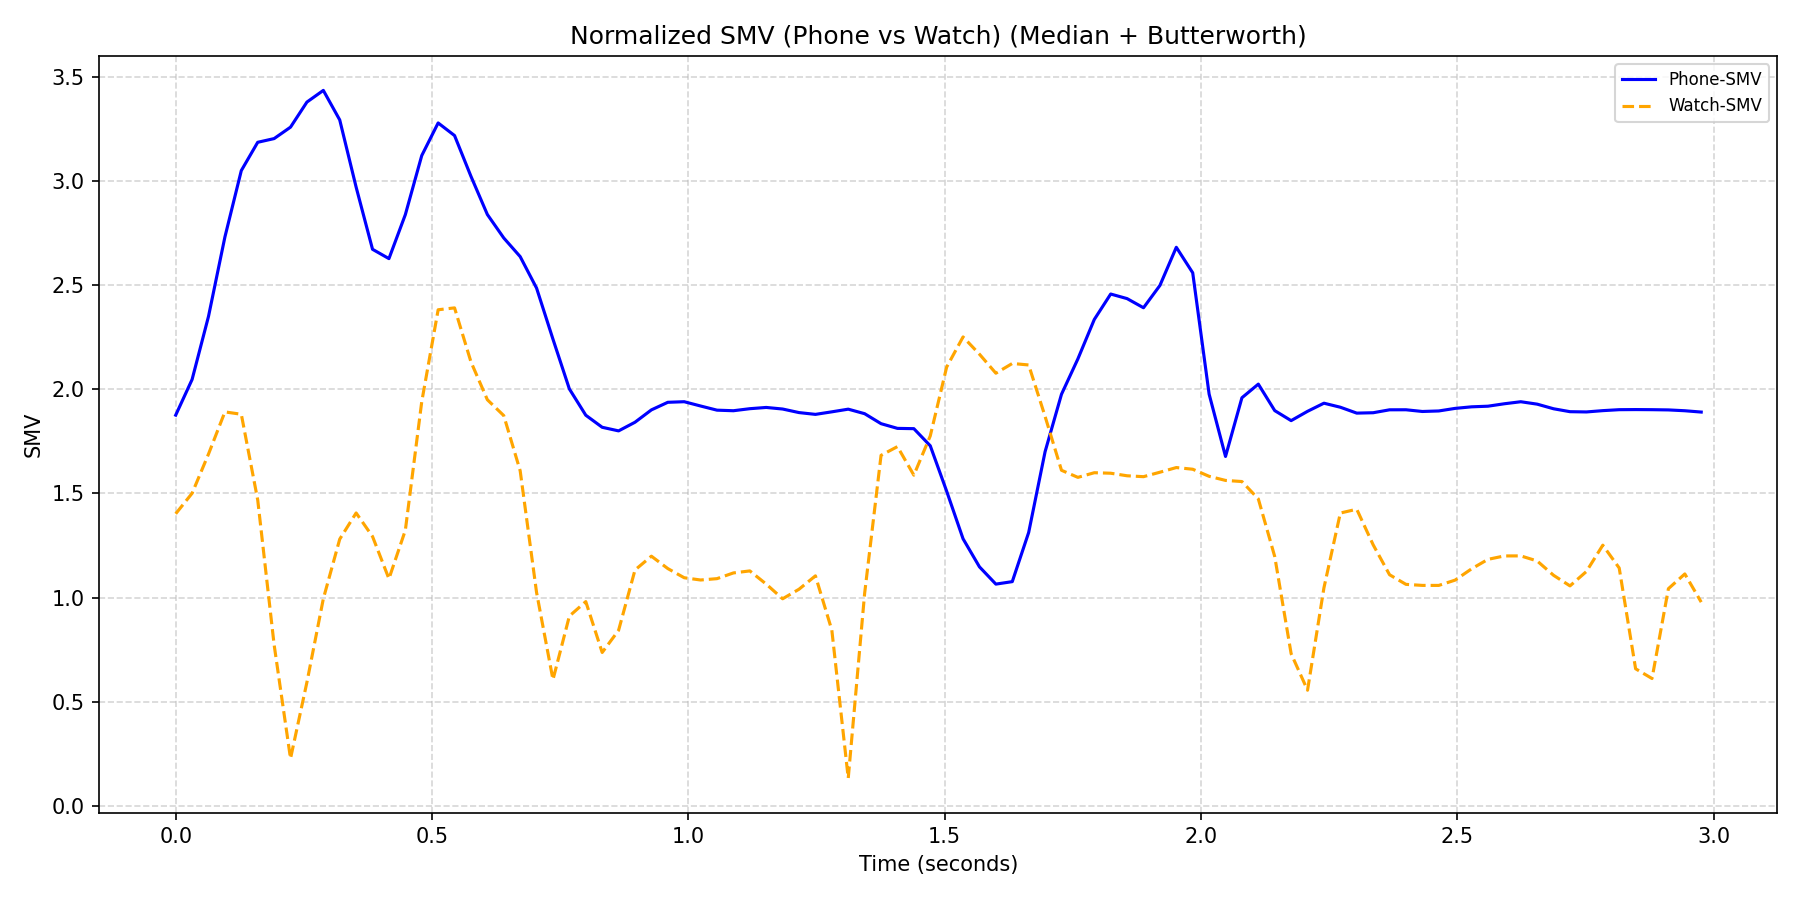 Normalized SMV (Phone vs Watch) (Median + Butterworth)
Phone-SMV
Watch-SMV
SMV
3.5
3.0
2.5
2.0
1.5
1.0
0.5
0.0
0.0 0.5 1.0 1.5 2.0 2.5 3.0
Time (seconds)